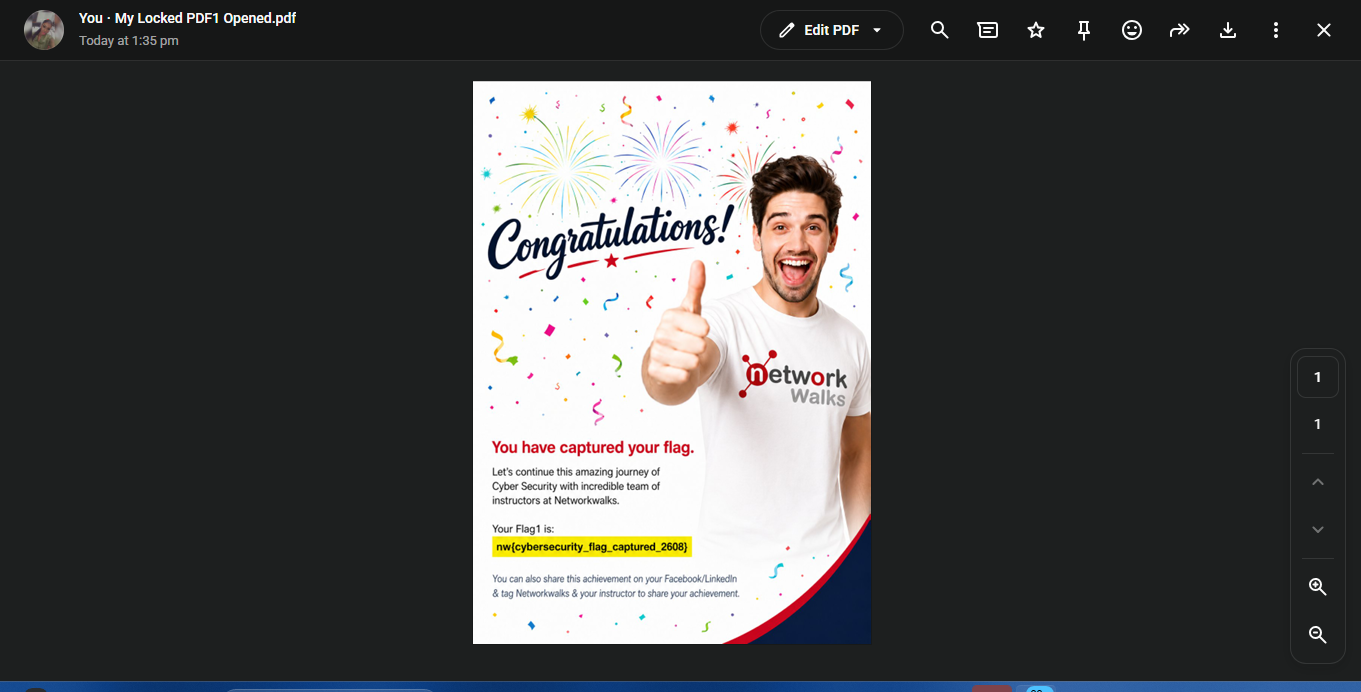 You · My Locked PDF1 Opened.pdf
Today at 1:35 pm
Edit PDF
Congratulations!
network
Walks
You have captured your flag.
Let's continue this amazing journey of
Cyber Security with incredible team of
instructors at Networkwalks.
Your Flag1 is:
nw{cybersecurity_flag_captured_2608}
You can also share this achievement on your Facebook/LinkedIn
& tag Networkwalks & your instructor to share your achievement.
1
1